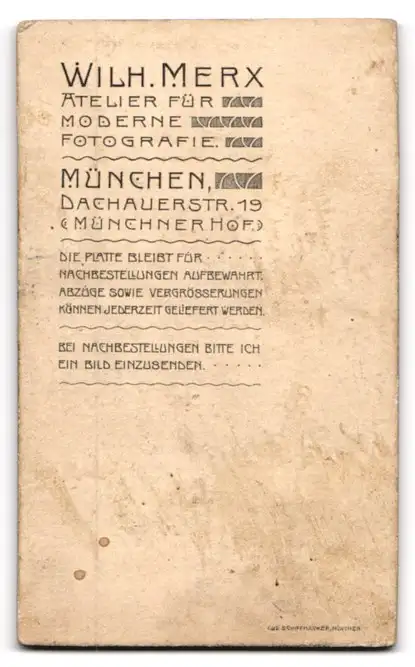 WILH. MERX
ATELIER FÜR
MODERNE
FOTOGRAFIE.
MÜNCHEN,
DACHAUERSTR. 19
(MÜNCHNER HOF.)
DIE PLATTE BLEIBT FÜR · · · · ·
NACHBESTELLUNGEN AUFBEWAHRT.
ABZÜGE SOWIE VERGRÖSSERUNGEN
KÖNNEN JEDERZEIT GELIEFERT WERDEN.
BEI NACHBESTELLUNGEN BITTE ICH
EIN BILD EINZUSENDEN. · · · · · ·
MÜNCHEN